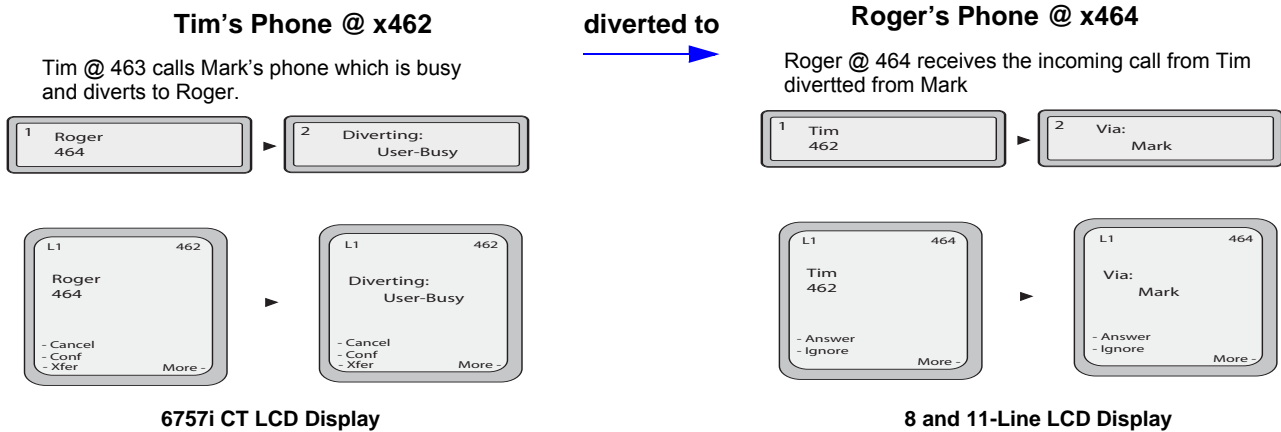 Tim's Phone @ x462
diverted to
Roger's Phone @ x464
Tim @ 463 calls Mark's phone which is busy
and diverts to Roger.
Roger @ 464 receives the incoming call from Tim
divertted from Mark
1 Roger
464
2 Diverting:
User-Busy
1 Tim
462
2 Via:
Mark
L1 462
Roger
464
- Cancel
- Conf
- Xfer More -
L1 462
Diverting:
User-Busy
- Cancel
- Conf
- Xfer More -
L1 464
Tim
462
- Answer
- Ignore
More -
L1 464
Via:
Mark
- Answer
- Ignore
More -
6757i CT LCD Display
8 and 11-Line LCD Display